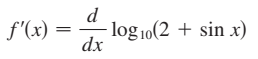 f'(x) = d/dx log₁₀(2 + sin x)